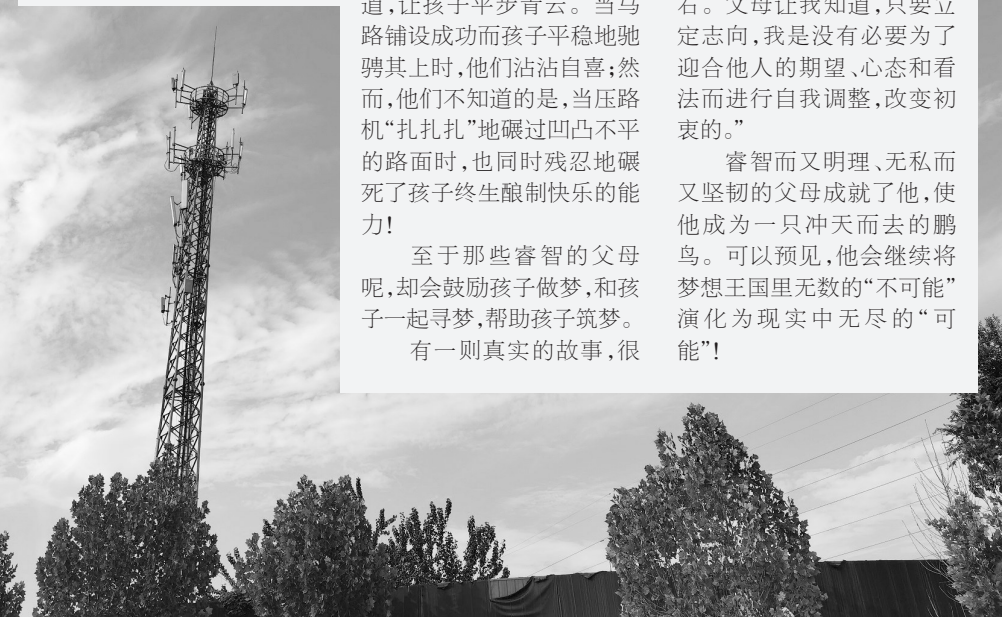 道,让孩子平步青云。当马
路铺设成功而孩子平稳地驰
骋其上时,他们沾沾自喜;然
而,他们不知道的是,当压路
机“扎扎扎”地碾过凹凸不平
的路面时,也同时残忍地碾
死了孩子终生酿制快乐的能
力!
至于那些睿智的父母
呢,却会鼓励孩子做梦,和孩
子一起寻梦,帮助孩子筑梦。
有一则真实的故事,很
石。父母让我知道,只要立
定志向,我是没有必要为了
迎合他人的期望、心态和看
法而进行自我调整,改变初
衷的。”
睿智而又明理、无私而
又坚韧的父母成就了他,使
他成为一只冲天而去的鹏
鸟。可以预见,他会继续将
梦想王国里无数的“不可能”
演化为现实中无尽的“可
能”!